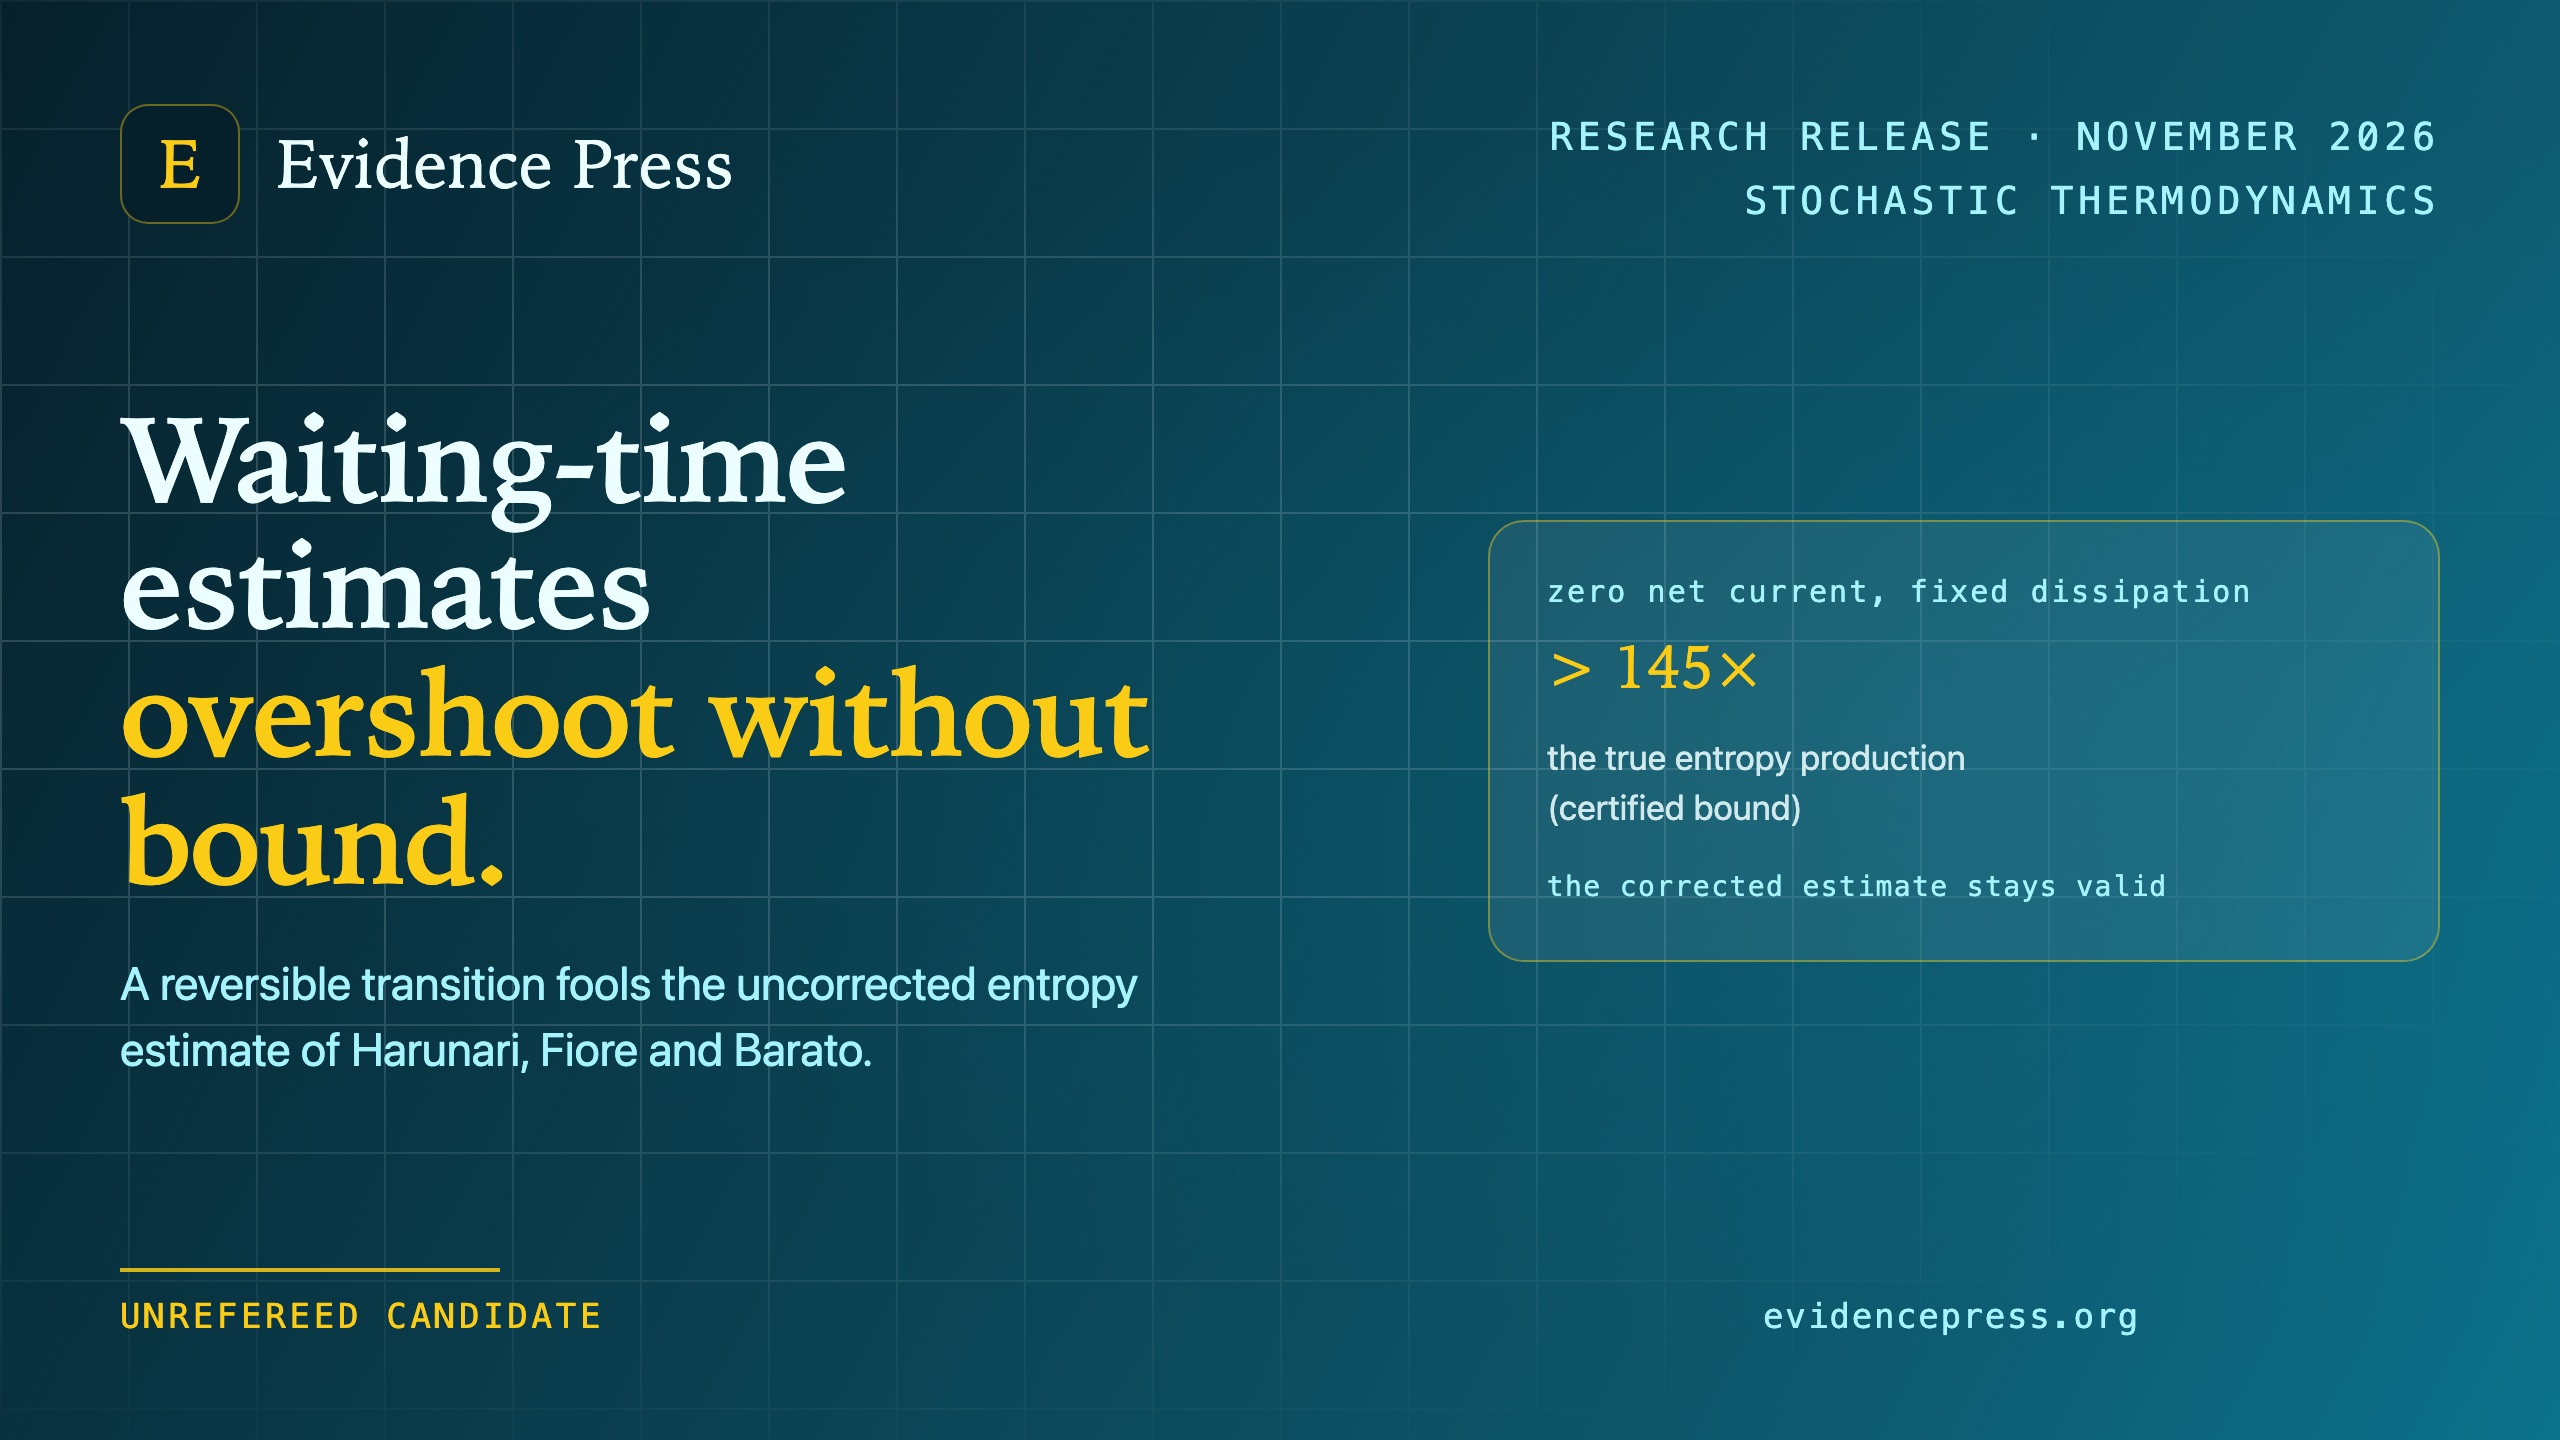 E Evidence Press
RESEARCH RELEASE · NOVEMBER 2026
STOCHASTIC THERMODYNAMICS
Waiting-time
estimates
overshoot without
bound.
A reversible transition fools the uncorrected entropy
estimate of Harunari, Fiore and Barato.
zero net current, fixed dissipation
> 145×
the true entropy production
(certified bound)
the corrected estimate stays valid
UNREFEREED CANDIDATE
evidencepress.org